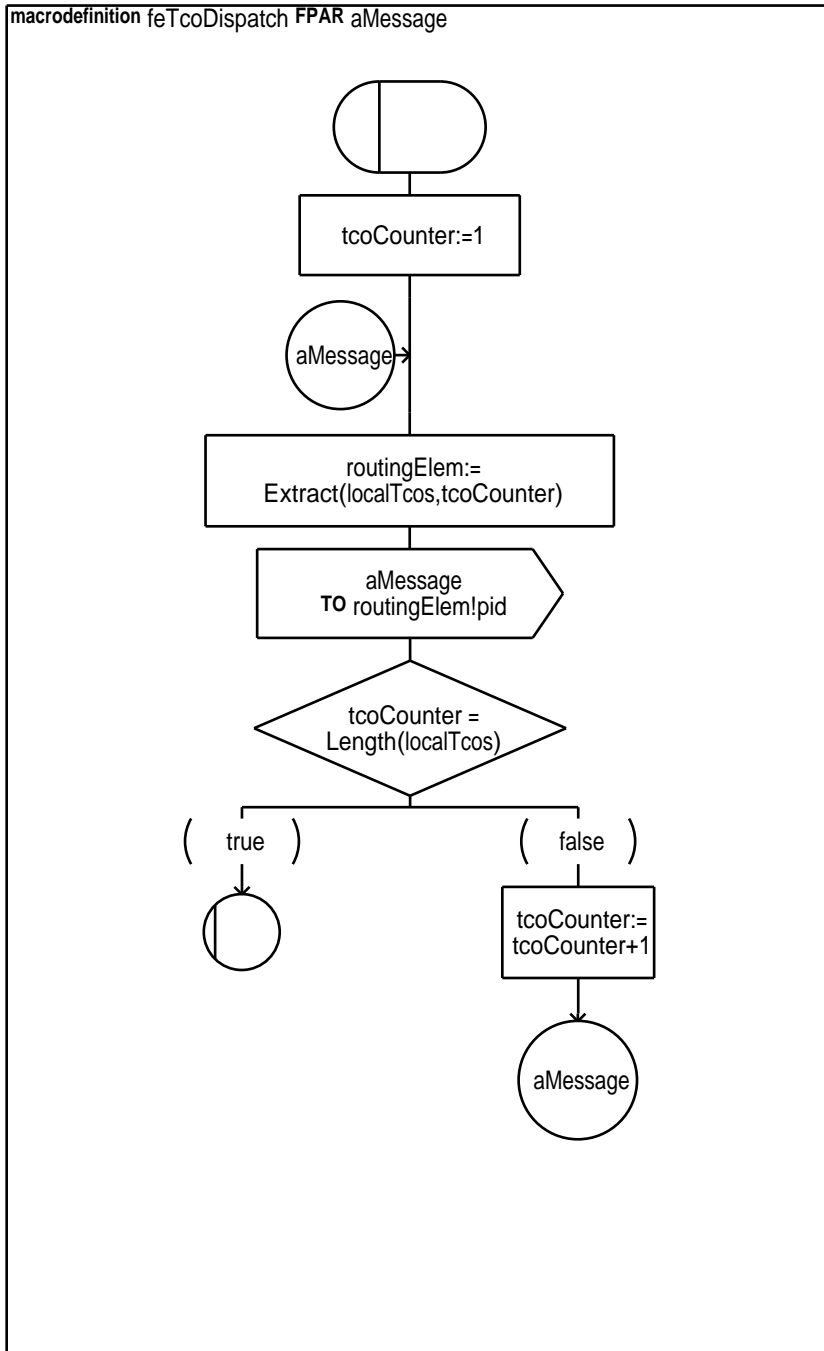 macrodefinition feTcoDispatch FPAR aMessage
tcoCounter:=1
aMessage
routingElem:=
Extract(localTcos,tcoCounter)
aMessage
TO routingElem!pid
tcoCounter =
Length(localTcos)
( true )
( false )
tcoCounter:=
tcoCounter+1
aMessage